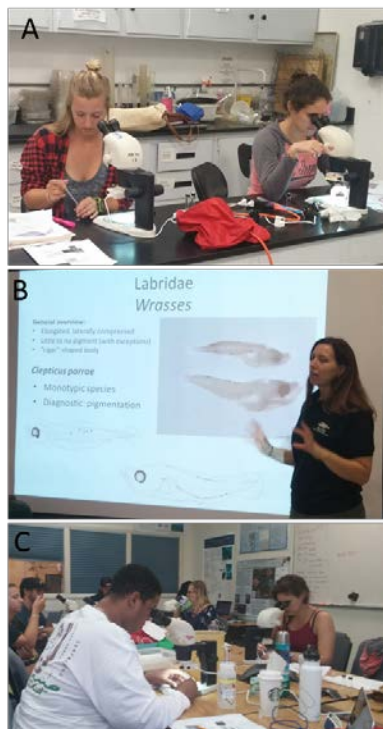 A
B
Labridae
Wrasses
General overview:
• Elongated, laterally compressed
• Little to no pigment (with exceptions)
• "cigar" shaped body
Clepticus parrae
• Monotypic species
• Diagnostic pigmentation
C